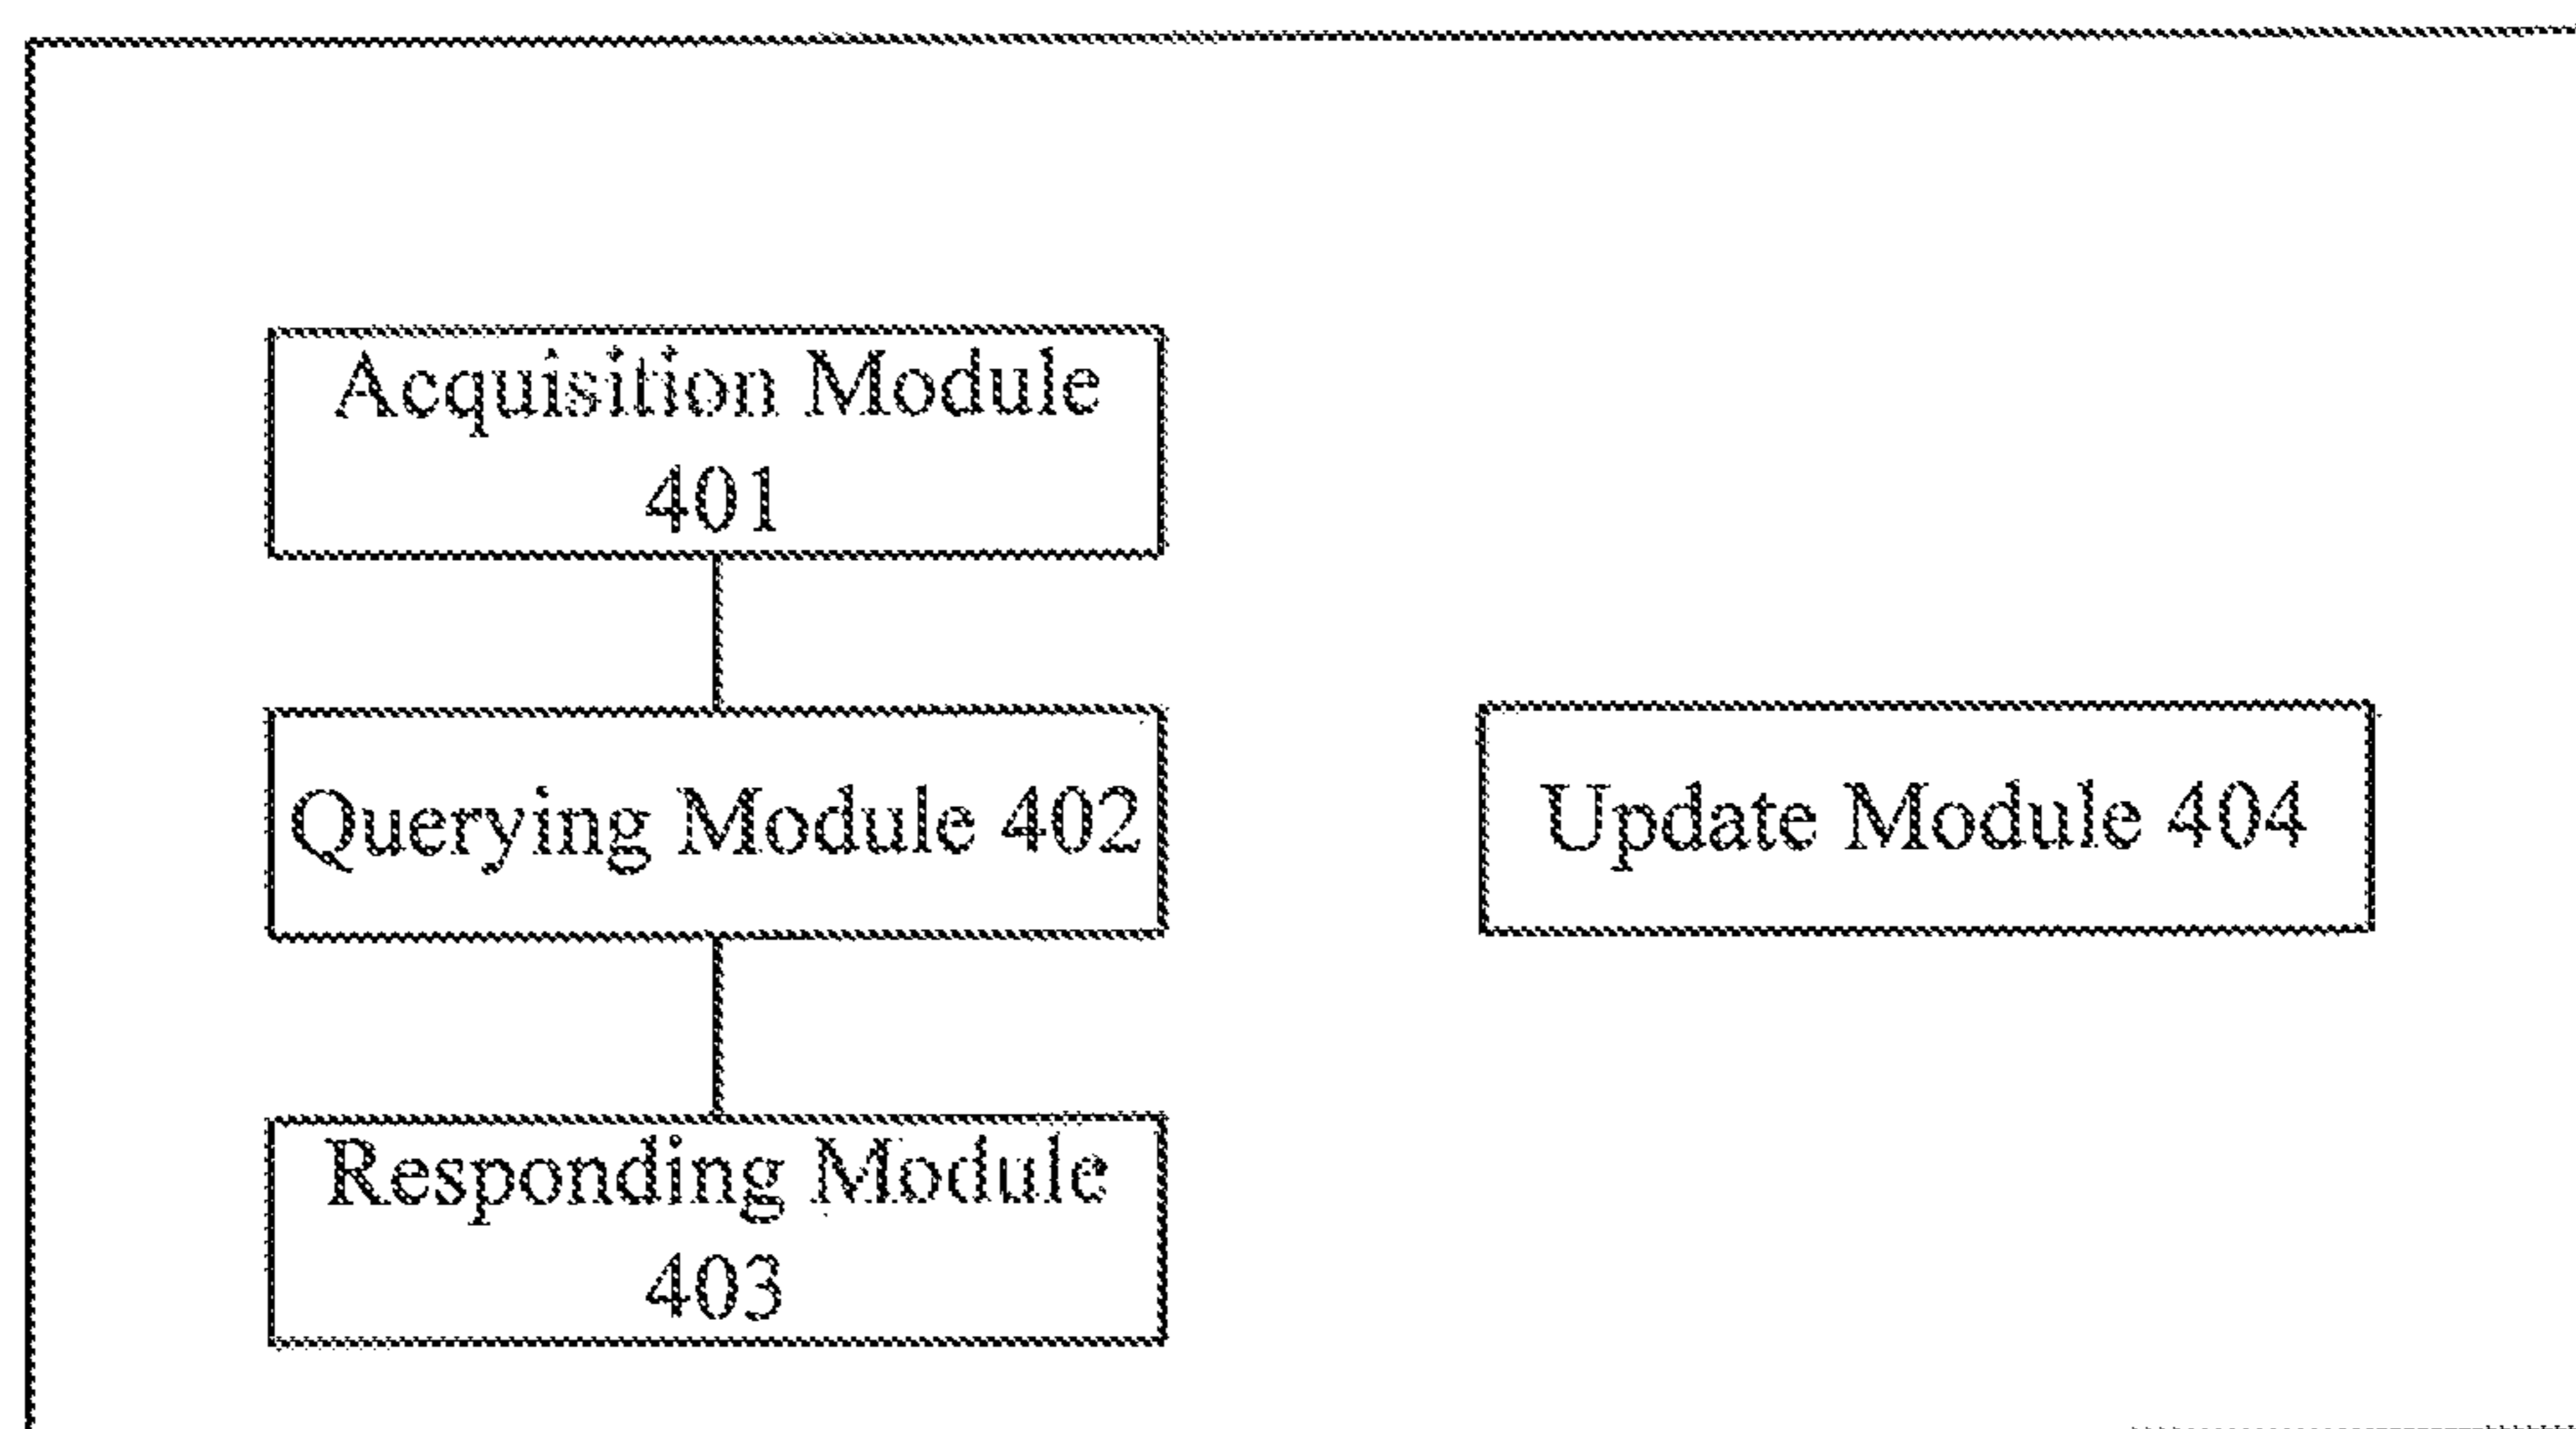 Acquisition Module
401
Querying Module 402
Update Module 404
Responding Module
403